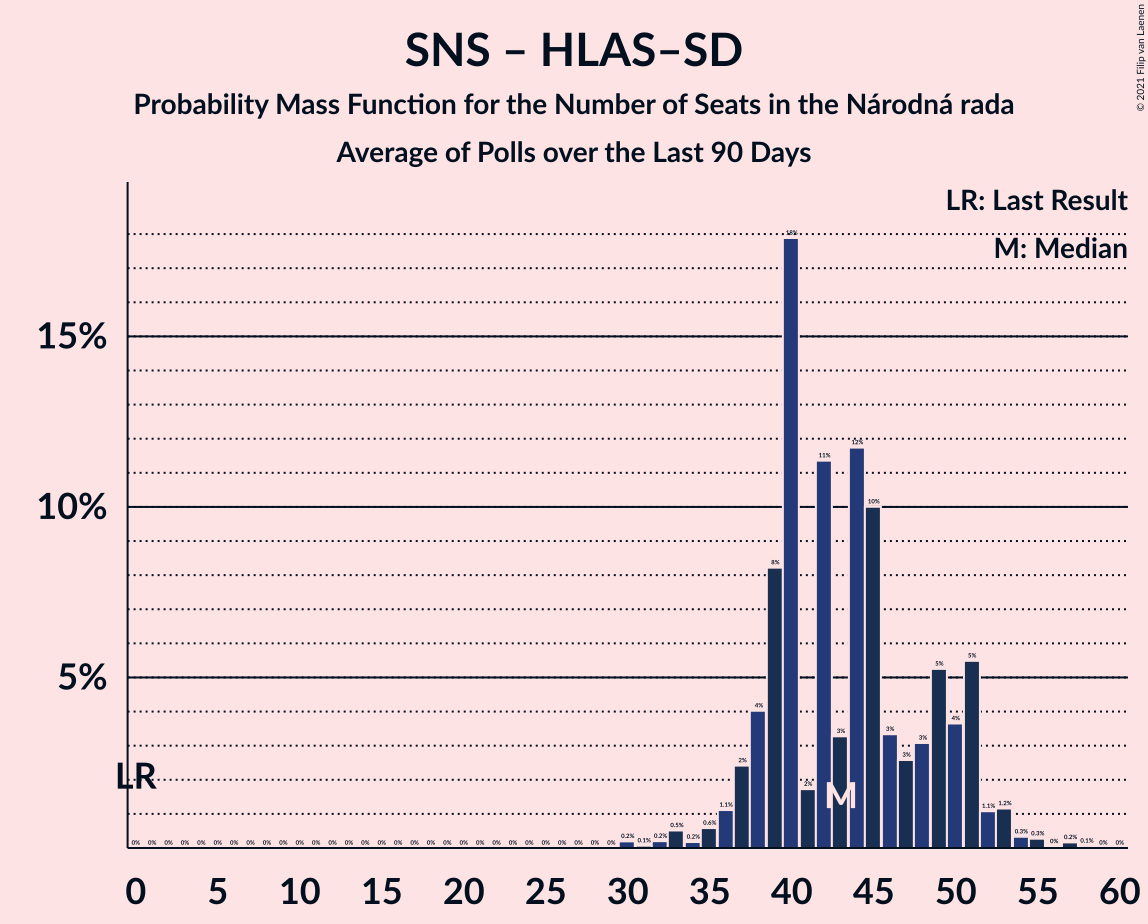 SNS – HLAS–SD
Probability Mass Function for the Number of Seats in the Národná rada
Average of Polls over the Last 90 Days
© 2021 Filip van Laenen
LR: Last Result
M: Median
15%
10%
5%
LR
M
0% 0% 0% 0% 0% 0% 0% 0% 0% 0% 0% 0% 0% 0% 0% 0% 0% 0% 0% 0% 0% 0% 0% 0% 0% 0% 0% 0% 0% 0% 0.2% 0.1% 0.2% 0.5% 0.2% 0.6% 1.1% 2% 4% 8% 18% 2% 11% 3% 12% 10% 3% 3% 3% 5% 4% 5% 1.1% 1.2% 0.3% 0.3% 0% 0.2% 0.1% 0% 0%
0 5 10 15 20 25 30 35 40 45 50 55 60